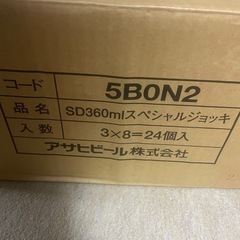 コード 5B0N2
品名 SD360mlスペシャルジョッキ
入数 3×8=24個入
アサヒビール株式会社